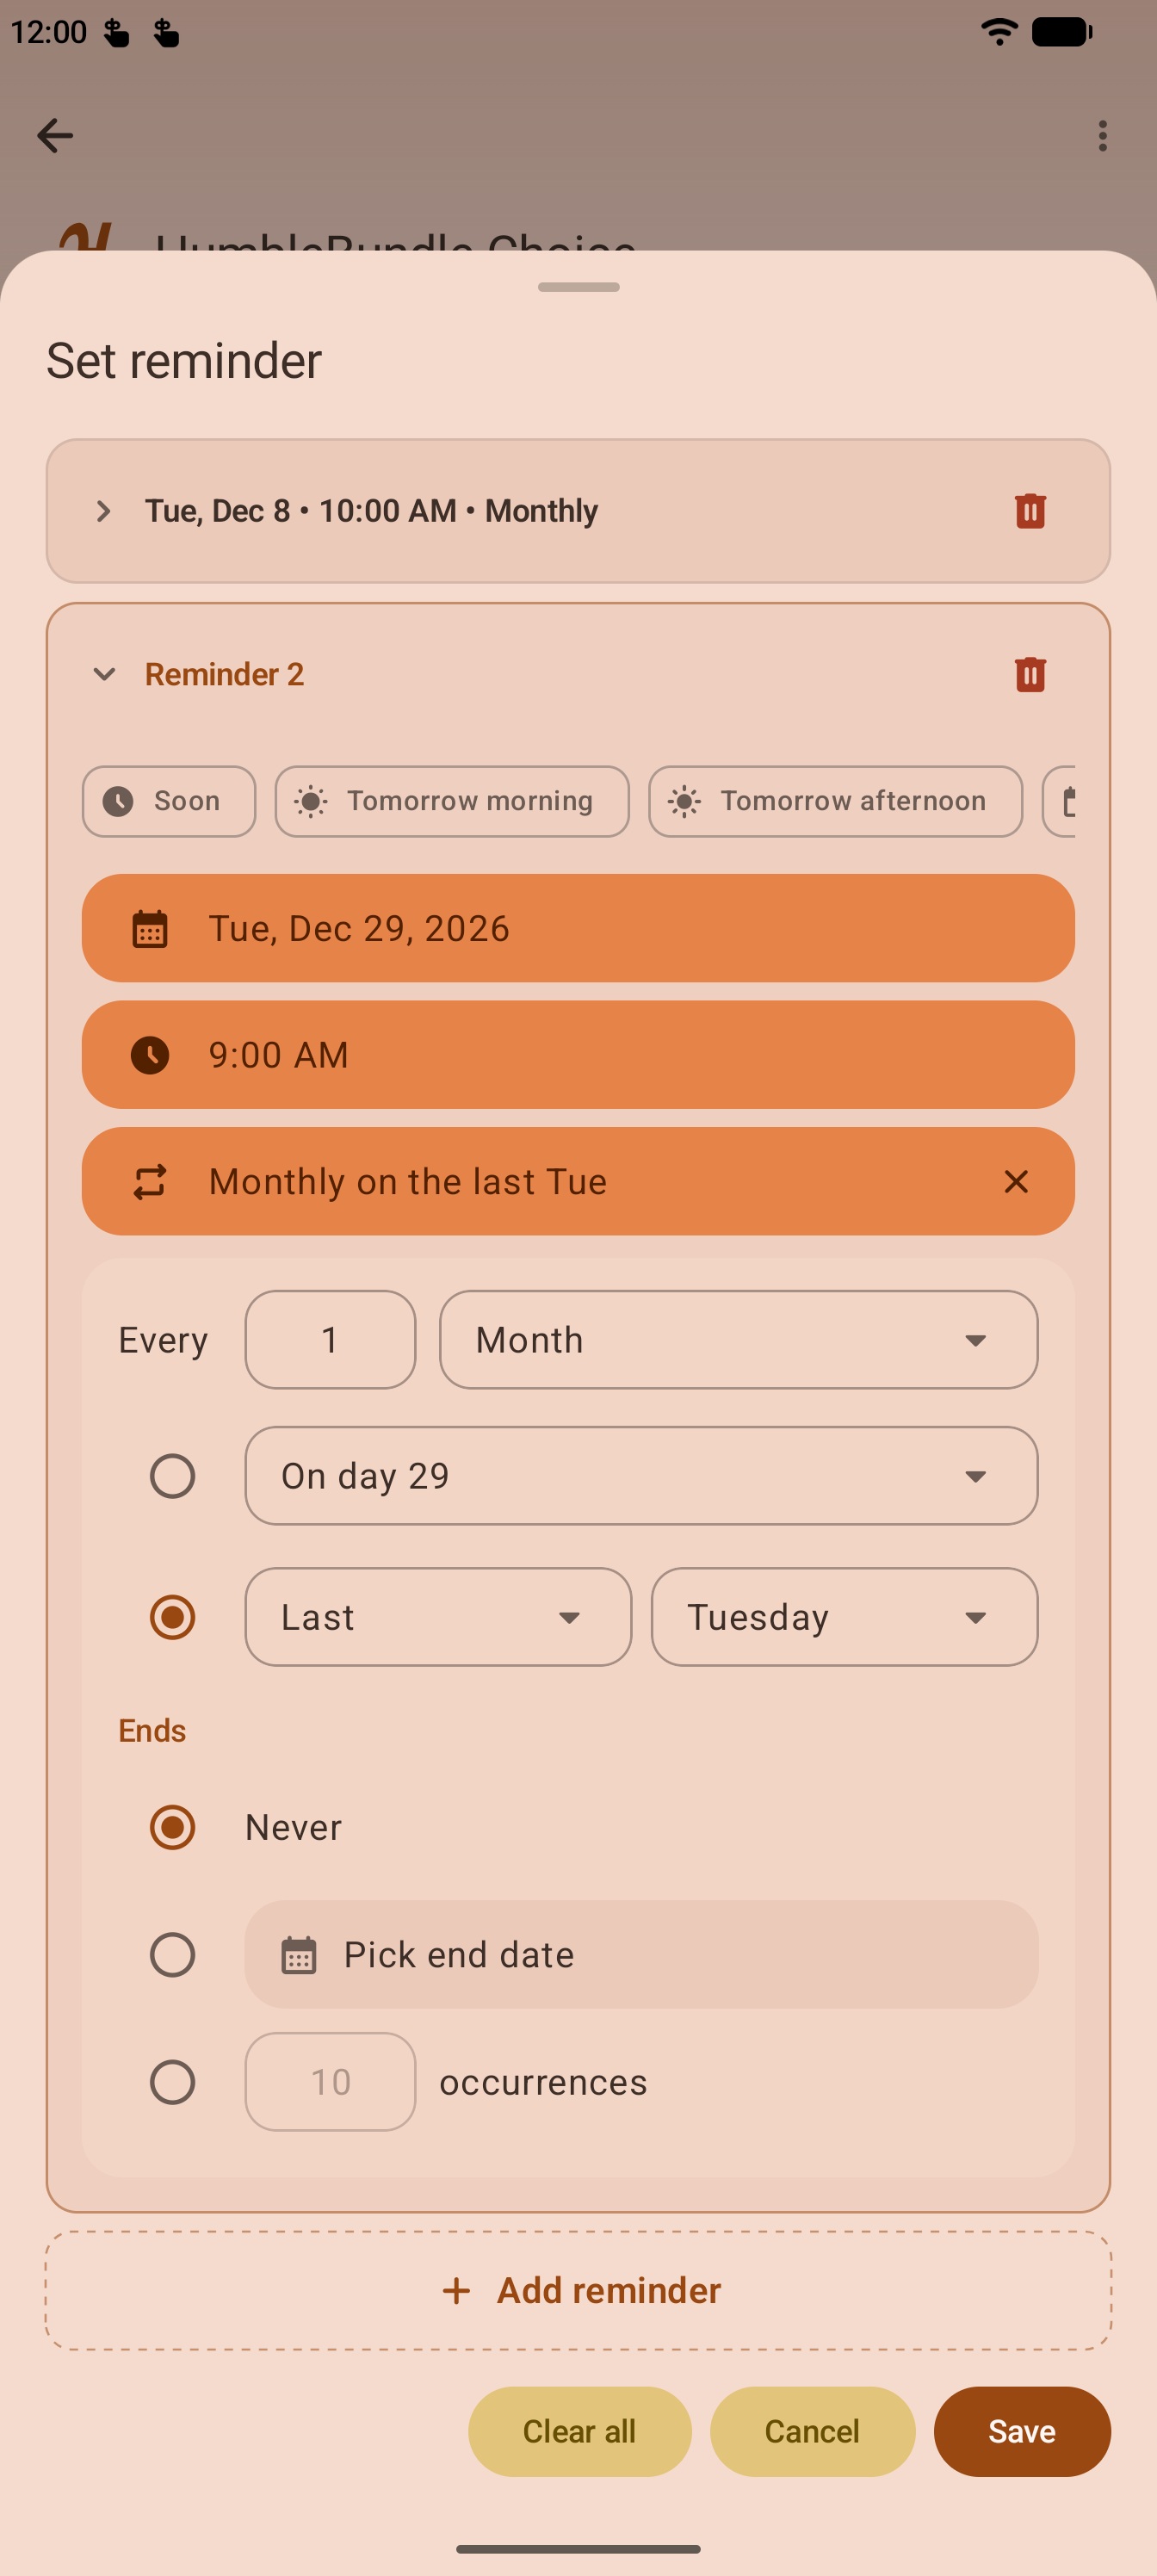 12:00
HumbleBundle Choice
Set reminder
Tue, Dec 8 • 10:00 AM • Monthly
Reminder 2
Soon
Tomorrow morning
Tomorrow afternoon
Tue, Dec 29, 2026
9:00 AM
Monthly on the last Tue
Every
1
Month
On day 29
Last
Tuesday
Ends
Never
Pick end date
10
occurrences
+ Add reminder
Clear all
Cancel
Save